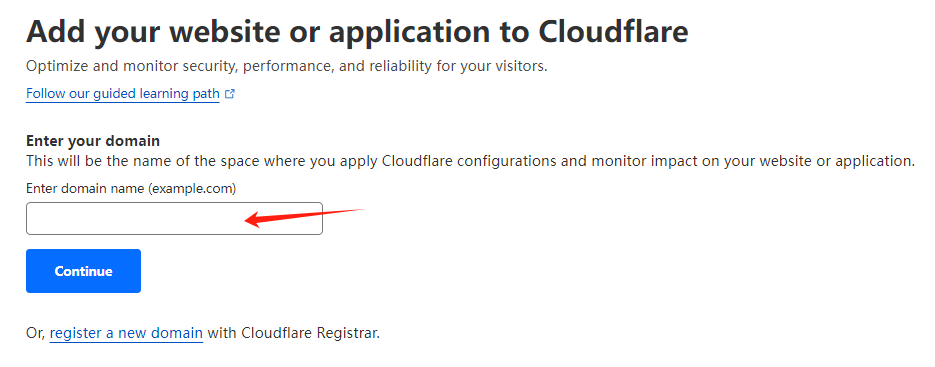 Add your website or application to Cloudflare
Optimize and monitor security, performance, and reliability for your visitors.
Follow our guided learning path
Enter your domain
This will be the name of the space where you apply Cloudflare configurations and monitor impact on your website or application.
Enter domain name (example.com)
Continue
Or, register a new domain with Cloudflare Registrar.